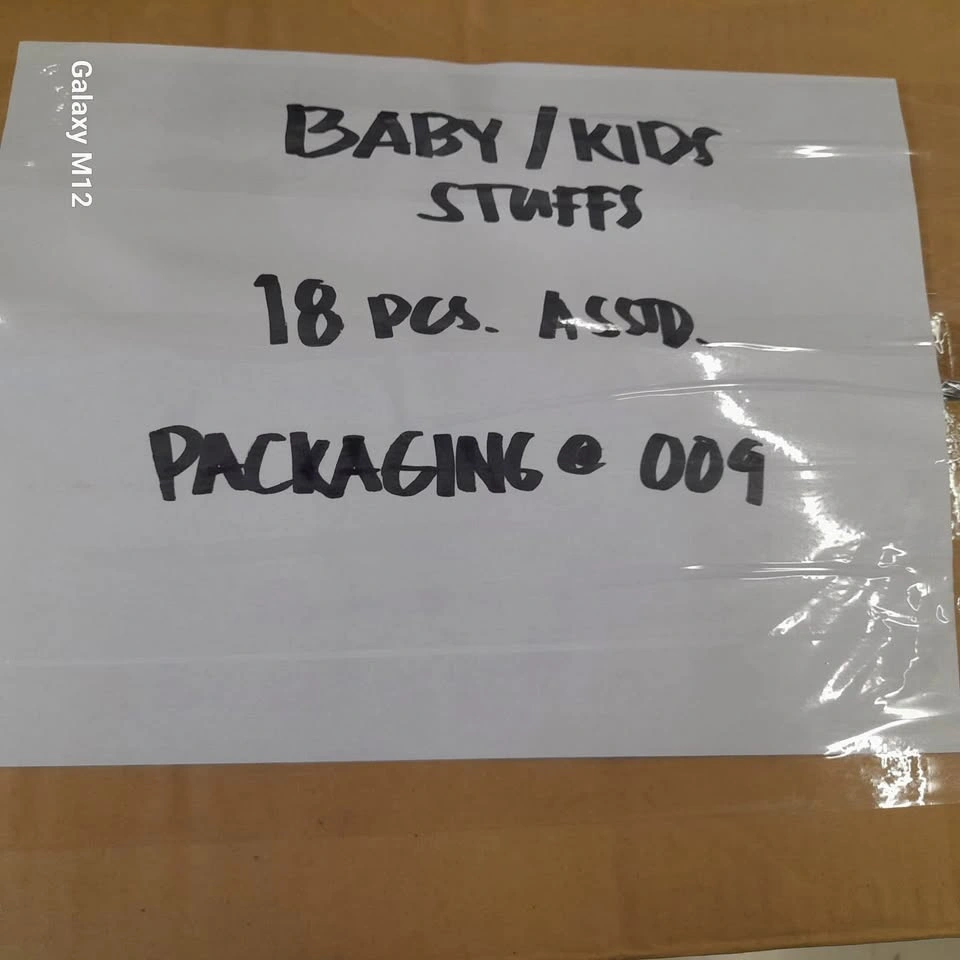 BABY / KIDS
STUFFS
18 PCS. ASSTD.
PACKAGING @ 009
Galaxy M12